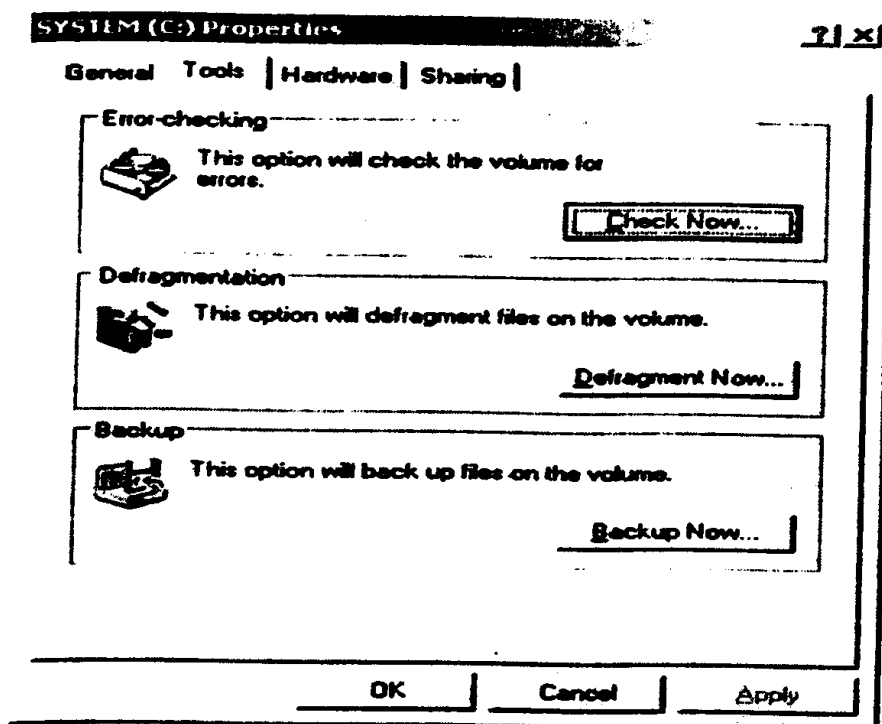 SYSTEM (C:) Properties
General Tools Hardware Sharing
Error-checking
This option will check the volume for
errors.
Check Now...
Defragmentation
This option will defragment files on the volume.
Defragment Now...
Backup
This option will back up files on the volume.
Backup Now...
OK Cancel Apply